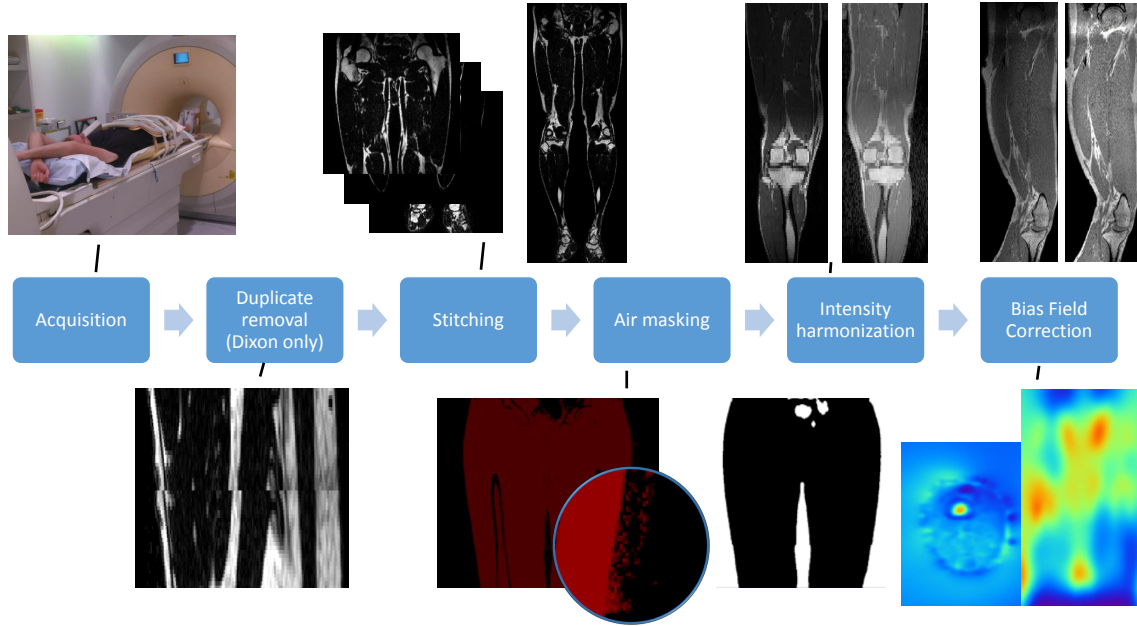 Acquisition
Duplicate
removal
(Dixon only)
Stitching
Air masking
Intensity
harmonization
Bias Field
Correction